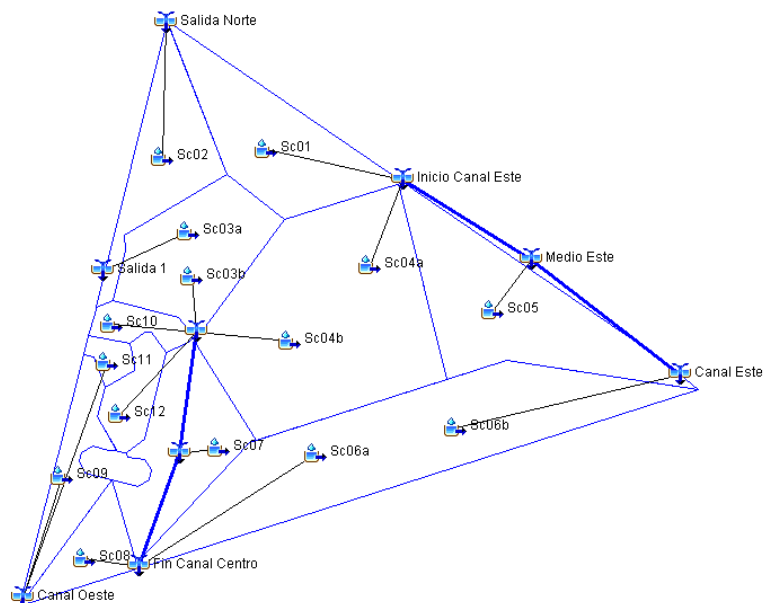 Salida Norte
Sc01
Sc02
Inicio Canal Este
Sc03a
Medio Este
Salida 1
Sc04a
Sc03b
Sc05
Sc10
Sc04b
Sc11
Canal Este
Sc12
Sc06b
Sc07
Sc06a
Sc09
Sc08
Fin Canal Centro
Canal Oeste